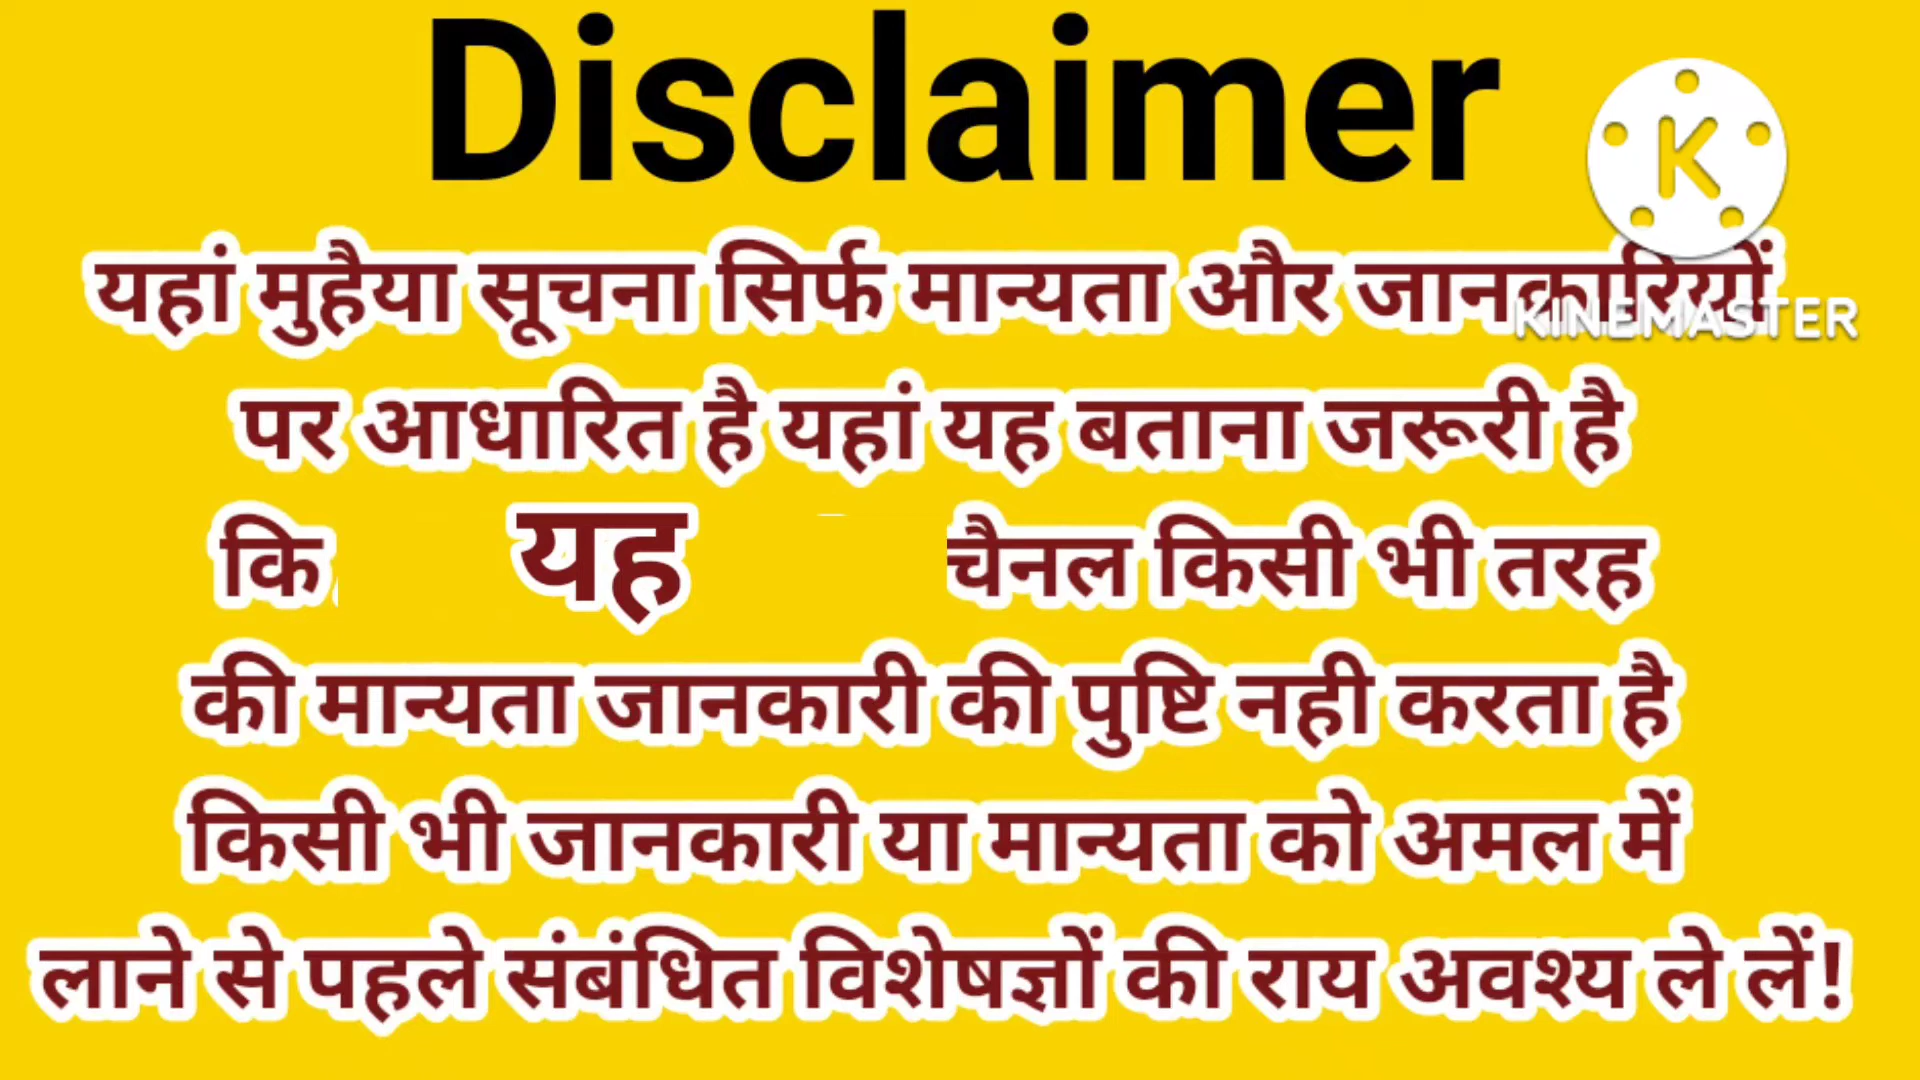 Disclaimer
K
यहां मुहैया सूचना सिर्फ मान्यता और जानकारियों
KINEMASTER
पर आधारित है यहां यह बताना जरूरी है
कि यह चैनल किसी भी तरह
की मान्यता जानकारी की पुष्टि नही करता है
किसी भी जानकारी या मान्यता को अमल में
लाने से पहले संबंधित विशेषज्ञों की राय अवश्य ले लें!